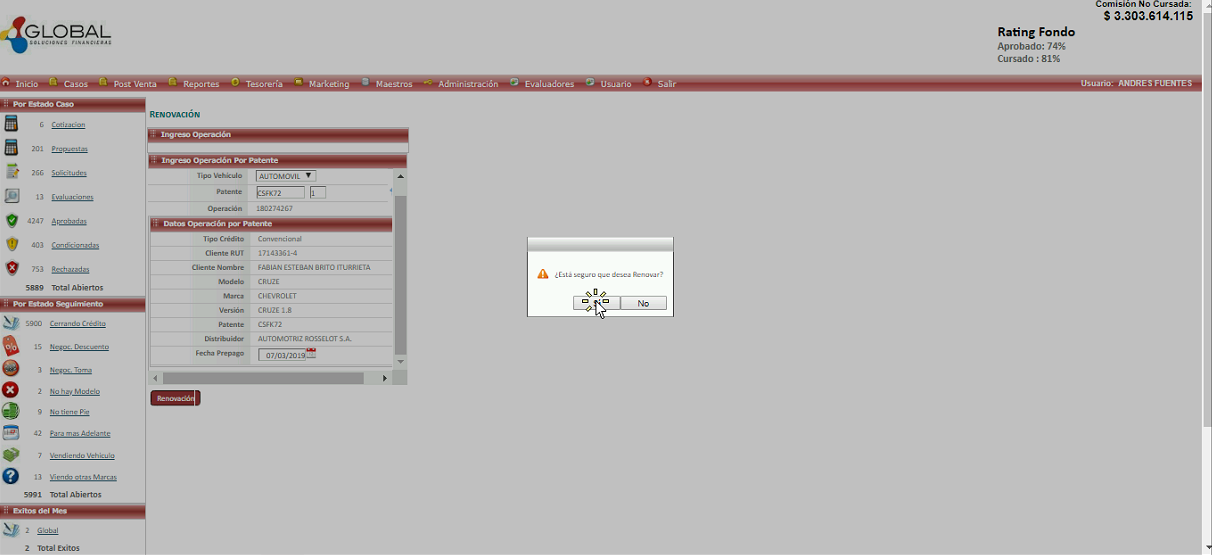 Comisión No Cursada:
$ 3.303.614.115
GLOBAL
SOLUCIONES FINANCIERAS
Rating Fondo
Aprobado: 74%
Cursado : 81%
Inicio Casos Post Venta Reportes Tesorería Marketing Maestros Administración Evaluadores Usuario Salir Usuario: ANDRES FUENTES
Por Estado Caso
6 Cotizacion
201 Propuestas
266 Solicitudes
13 Evaluaciones
4247 Aprobadas
403 Condicionadas
753 Rechazadas
5889 Total Abiertos
Por Estado Seguimiento
5900 Cerrando Crédito
15 Negoc. Descuento
3 Negoc. Toma
2 No hay Modelo
9 No tiene Pie
42 Para mas Adelante
7 Vendiendo Vehículo
13 Viendo otras Marcas
5991 Total Abiertos
Exitos del Mes
2 Global
2 Total Exitos
RENOVACIÓN
Ingreso Operación
Ingreso Operación Por Patente
Tipo Vehículo AUTOMOVIL
Patente CSFK72 1
Operación 180274267
Datos Operación por Patente
Tipo Crédito Convencional
Cliente RUT 17143361-4
Cliente Nombre FABIAN ESTEBAN BRITO ITURRIETA
Modelo CRUZE
Marca CHEVROLET
Versión CRUZE 1.8
Patente CSFK72
Distribuidor AUTOMOTRIZ ROSSELOT S.A.
Fecha Prepago 07/03/2019
Renovación
¿Está seguro que desea Renovar?
No